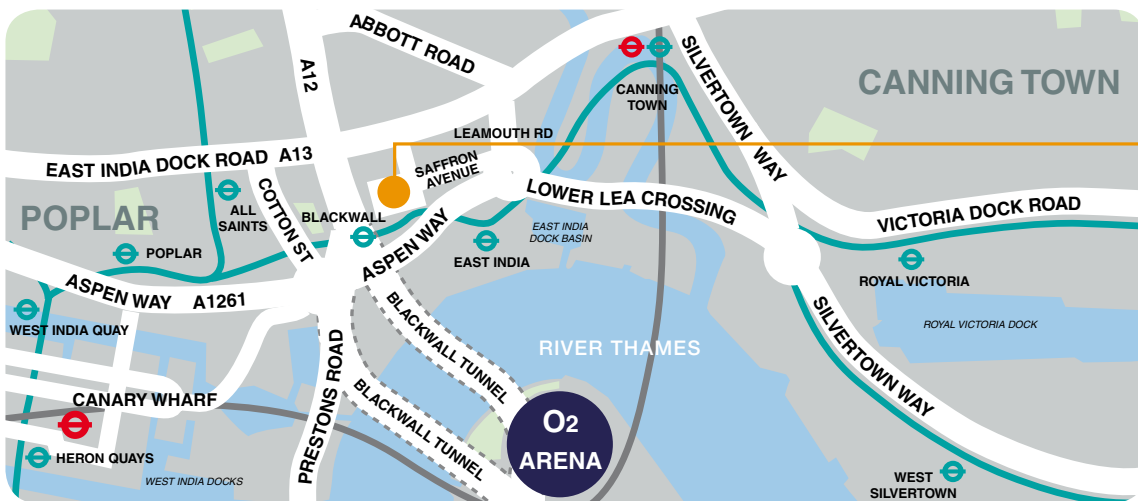 ABBOTT ROAD
A12
SILVERTOWN WAY
CANNING
TOWN
CANNING TOWN
LEAMOUTH RD
EAST INDIA DOCK ROAD A13
SAFFRON
AVENUE
COTTON ST
LOWER LEA CROSSING
POPLAR
ALL
SAINTS
BLACKWALL
VICTORIA DOCK ROAD
EAST INDIA
DOCK BASIN
POPLAR
ASPEN WAY
EAST INDIA
ROYAL VICTORIA
ASPEN WAY A1261
WEST INDIA QUAY
BLACKWALL TUNNEL
ROYAL VICTORIA DOCK
RIVER THAMES
SILVERTOWN WAY
PRESTONS ROAD
BLACKWALL TUNNEL
CANARY WHARF
O2
ARENA
HERON QUAYS
WEST INDIA DOCKS
WEST
SILVERTOWN